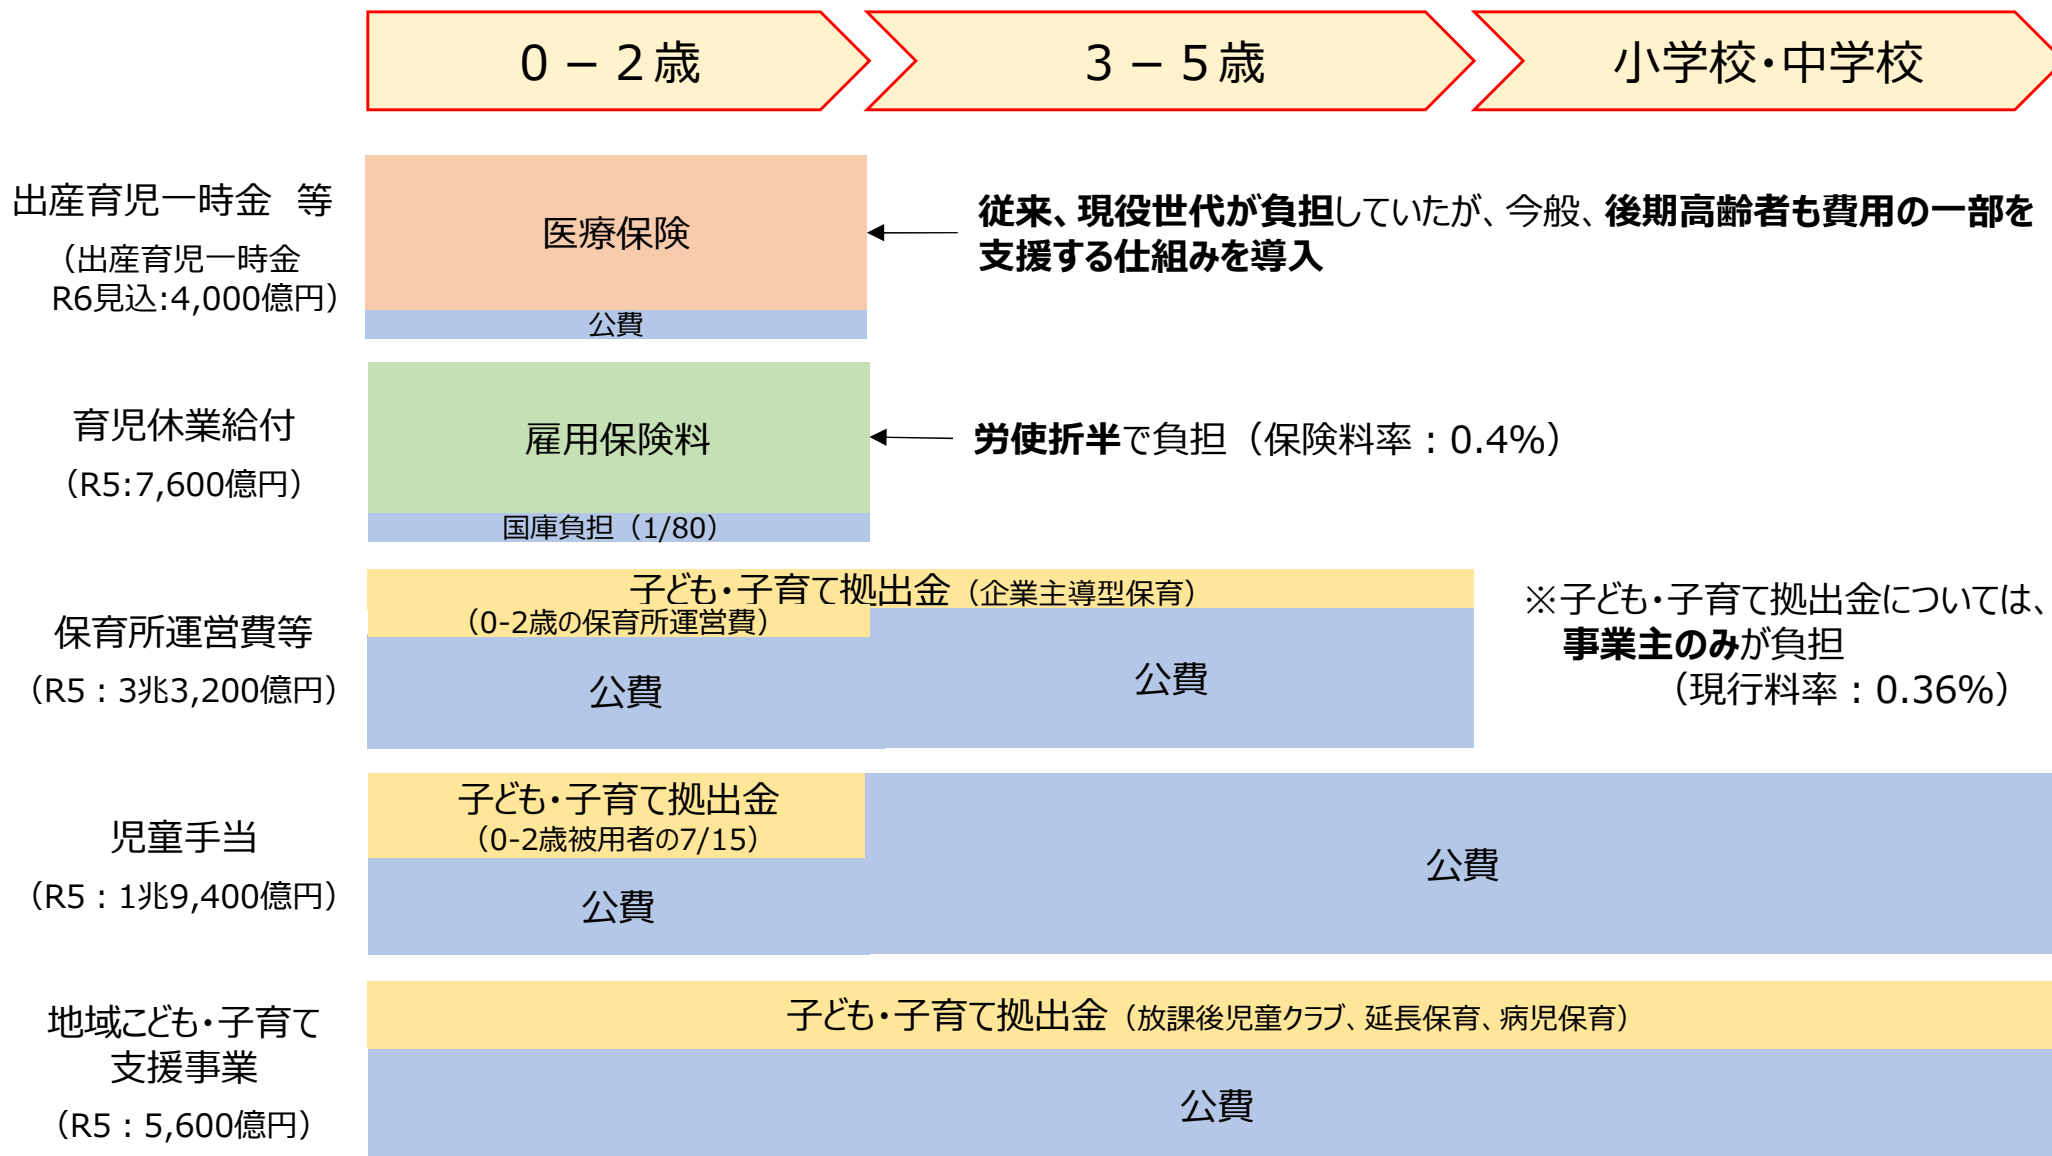 0－2歳
3－5歳
小学校・中学校
出産育児一時金 等
（出産育児一時金
R6見込:4,000億円）
医療保険
公費
従来、現役世代が負担していたが、今般、後期高齢者も費用の一部を
支援する仕組みを導入
育児休業給付
（R5:7,600億円）
雇用保険料
国庫負担（1/80）
労使折半で負担（保険料率：0.4%）
保育所運営費等
（R5：3兆3,200億円）
子ども・子育て拠出金（企業主導型保育）
（0-2歳の保育所運営費）
公費
公費
※子ども・子育て拠出金については、
事業主のみが負担
（現行料率：0.36%）
児童手当
（R5：1兆9,400億円）
子ども・子育て拠出金
（0-2歳被用者の7/15）
公費
公費
地域こども・子育て
支援事業
（R5：5,600億円）
子ども・子育て拠出金（放課後児童クラブ、延長保育、病児保育）
公費